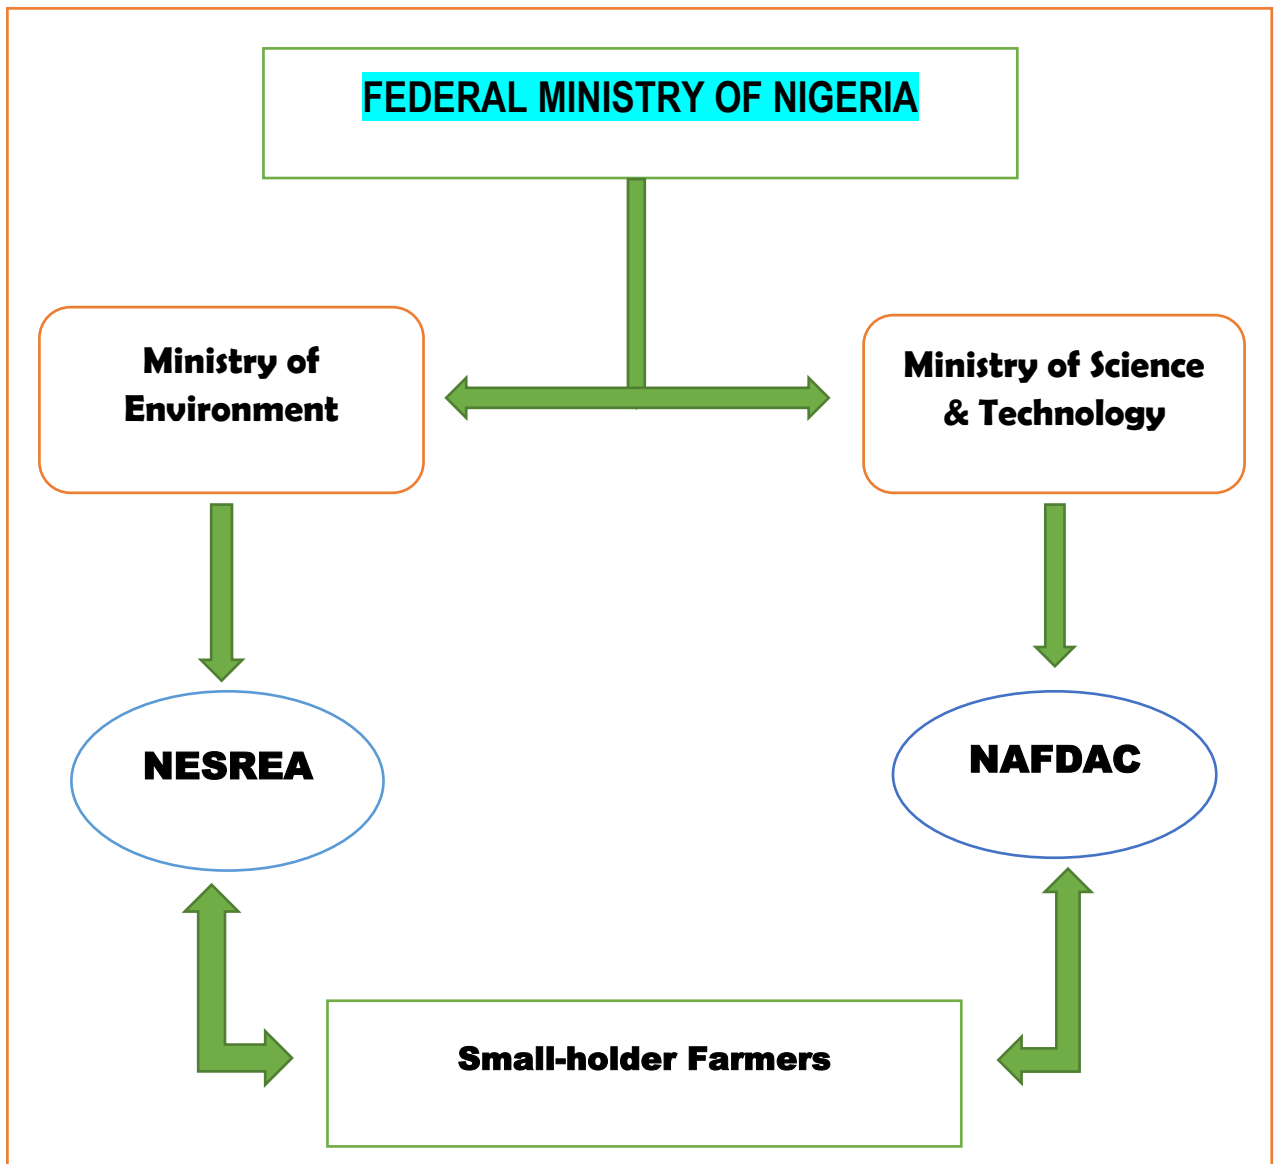 FEDERAL MINISTRY OF NIGERIA
Ministry of
Environment
Ministry of Science
& Technology
NESREA
NAFDAC
Small-holder Farmers